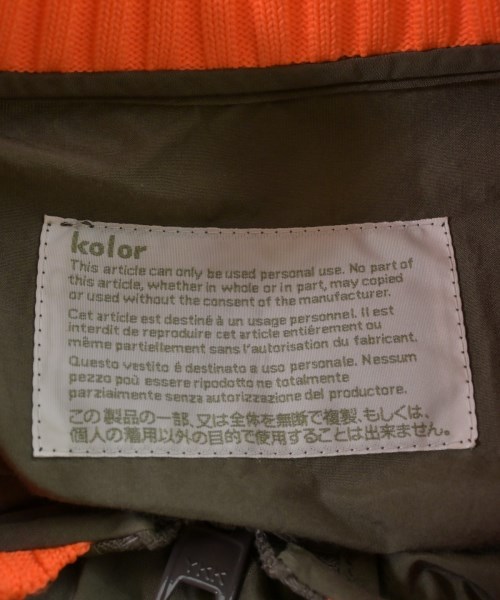 kolor
This article can only be used personal use. No part of
this article, whether in whole or in part, may copied
or used without the consent of the manufacturer.
Cet article est destiné à un usage personnel. Il est
interdit de reproduire cet article entiérement ou
même partiellement sans l'autorisation du fabricant.
Questo vestito é destinato a uso personale. Nessum
pezzo può essere ripodotto ne totalmente
parziaimente senza autorizzazione del productore.
この製品の一部、又は全体を無断で複製、もしくは、
個人の着用以外の目的で使用することは出来ません。
YKK